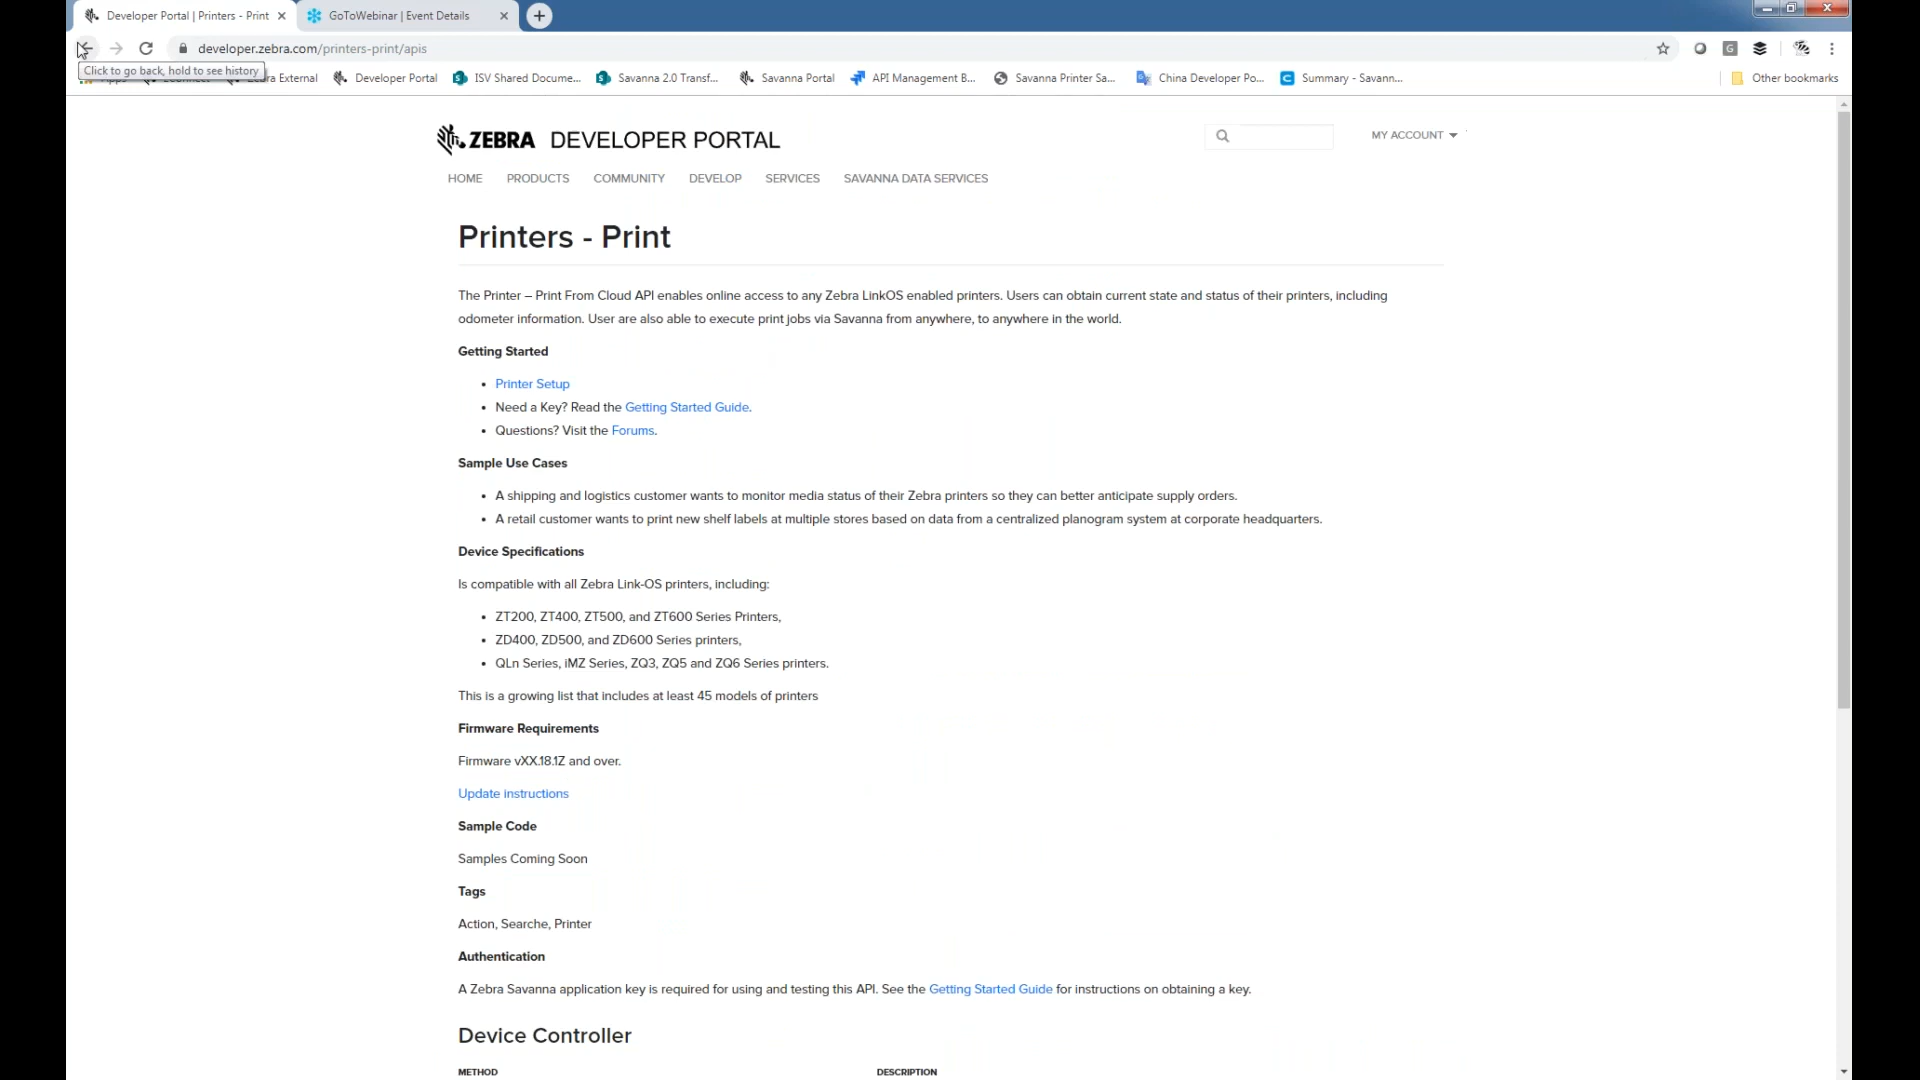 Developer Portal | Printers - Print
GoToWebinar | Event Details
developer.zebra.com/printers-print/apis
Click to go back, hold to see history
External
Developer Portal
ISV Shared Docume...
Savanna 2.0 Transf...
Savanna Portal
API Management B...
Savanna Printer Sa...
China Developer Po...
Summary - Savann...
Other bookmarks
ZEBRA DEVELOPER PORTAL
MY ACCOUNT
HOME PRODUCTS COMMUNITY DEVELOP SERVICES SAVANNA DATA SERVICES
Printers - Print
The Printer – Print From Cloud API enables online access to any Zebra LinkOS enabled printers. Users can obtain current state and status of their printers, including
odometer information. User are also able to execute print jobs via Savanna from anywhere, to anywhere in the world.
Getting Started
• Printer Setup
• Need a Key? Read the Getting Started Guide.
• Questions? Visit the Forums.
Sample Use Cases
• A shipping and logistics customer wants to monitor media status of their Zebra printers so they can better anticipate supply orders.
• A retail customer wants to print new shelf labels at multiple stores based on data from a centralized planogram system at corporate headquarters.
Device Specifications
Is compatible with all Zebra Link-OS printers, including:
• ZT200, ZT400, ZT500, and ZT600 Series Printers,
• ZD400, ZD500, and ZD600 Series printers,
• QLn Series, iMZ Series, ZQ3, ZQ5 and ZQ6 Series printers.
This is a growing list that includes at least 45 models of printers
Firmware Requirements
Firmware vXX.18.1Z and over.
Update instructions
Sample Code
Samples Coming Soon
Tags
Action, Searche, Printer
Authentication
A Zebra Savanna application key is required for using and testing this API. See the Getting Started Guide for instructions on obtaining a key.
Device Controller
METHOD DESCRIPTION